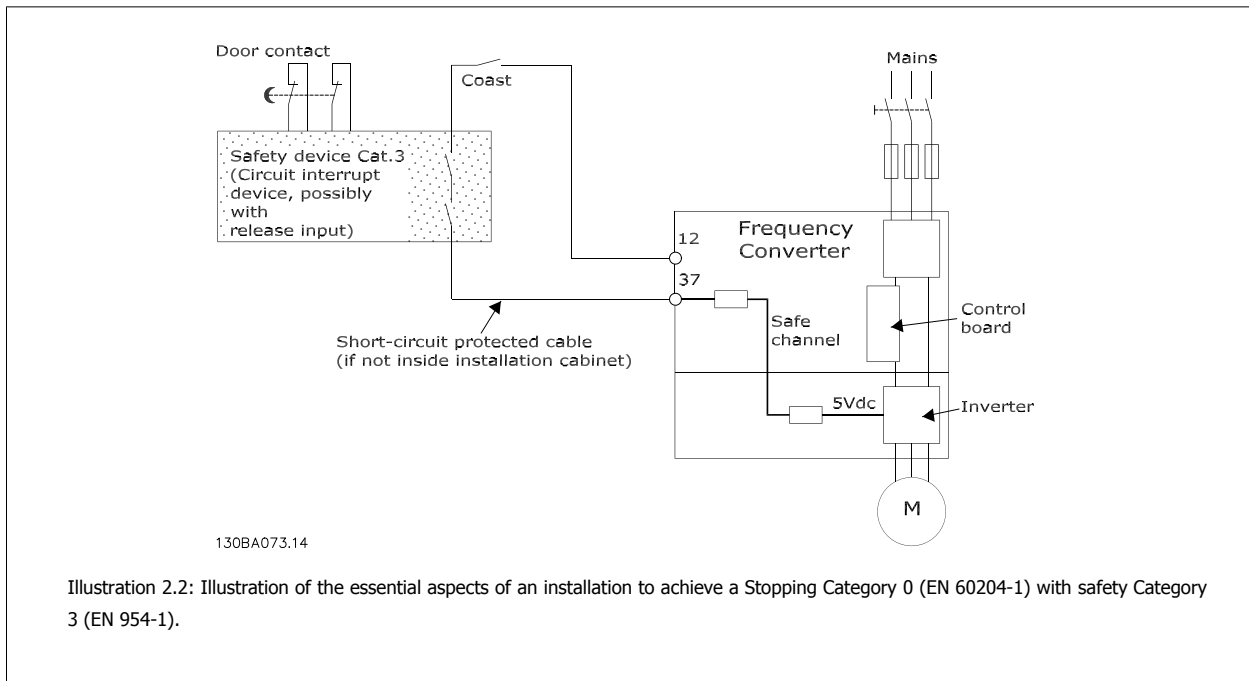 Door contact
Coast
Mains
Safety device Cat.3
(Circuit interrupt
device, possibly
with
release input)
Frequency
Converter
12
37
Safe
channel
Control
board
Short-circuit protected cable
(if not inside installation cabinet)
5Vdc
Inverter
M
130BA073.14
Illustration 2.2: Illustration of the essential aspects of an installation to achieve a Stopping Category 0 (EN 60204-1) with safety Category
3 (EN 954-1).